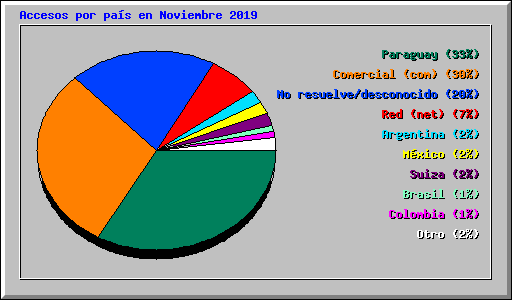 Accesos por país en Noviembre 2019
Paraguay (33%)
Comercial (com) (30%)
No resuelve/desconocido (20%)
Red (net) (7%)
Argentina (2%)
México (2%)
Suiza (2%)
Brasil (1%)
Colombia (1%)
Otro (2%)